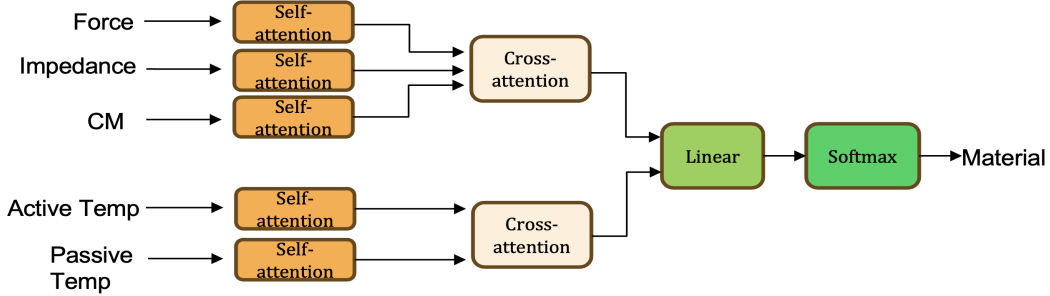 Force
Self-
attention
Impedance
Self-
attention
CM
Self-
attention
Cross-
attention
Active Temp
Self-
attention
Passive
Temp
Self-
attention
Cross-
attention
Linear
Softmax
Material